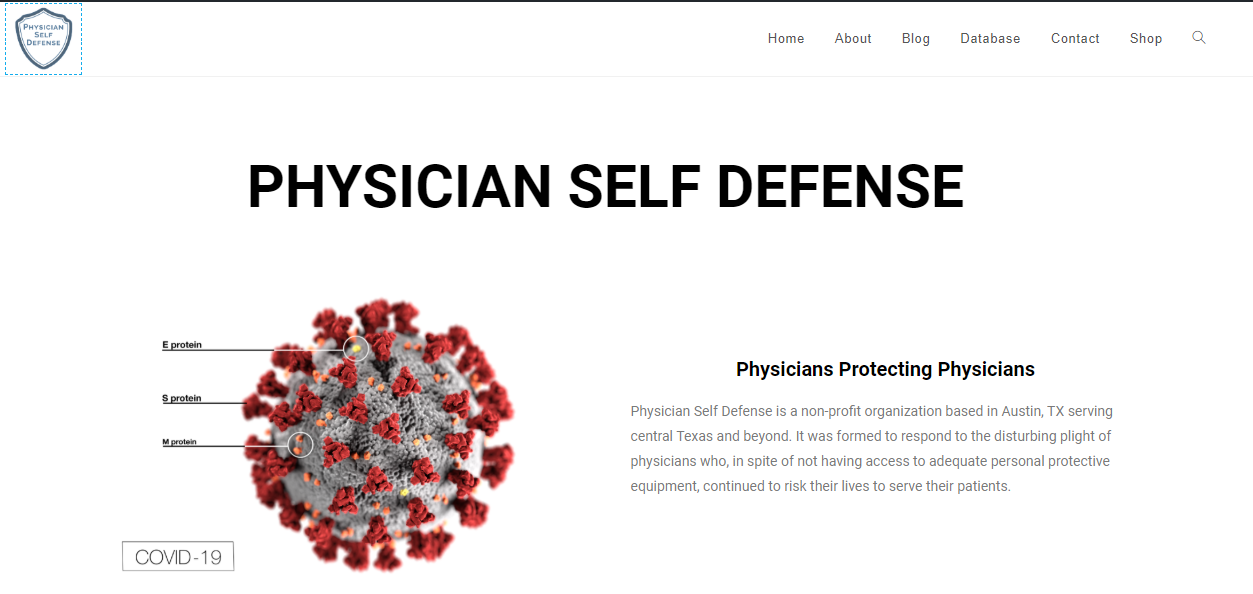 PHYSICIAN
SELF
DEFENSE
Home About Blog Database Contact Shop
PHYSICIAN SELF DEFENSE
E protein
S protein
M protein
COVID-19
Physicians Protecting Physicians
Physician Self Defense is a non-profit organization based in Austin, TX serving
central Texas and beyond. It was formed to respond to the disturbing plight of
physicians who, in spite of not having access to adequate personal protective
equipment, continued to risk their lives to serve their patients.